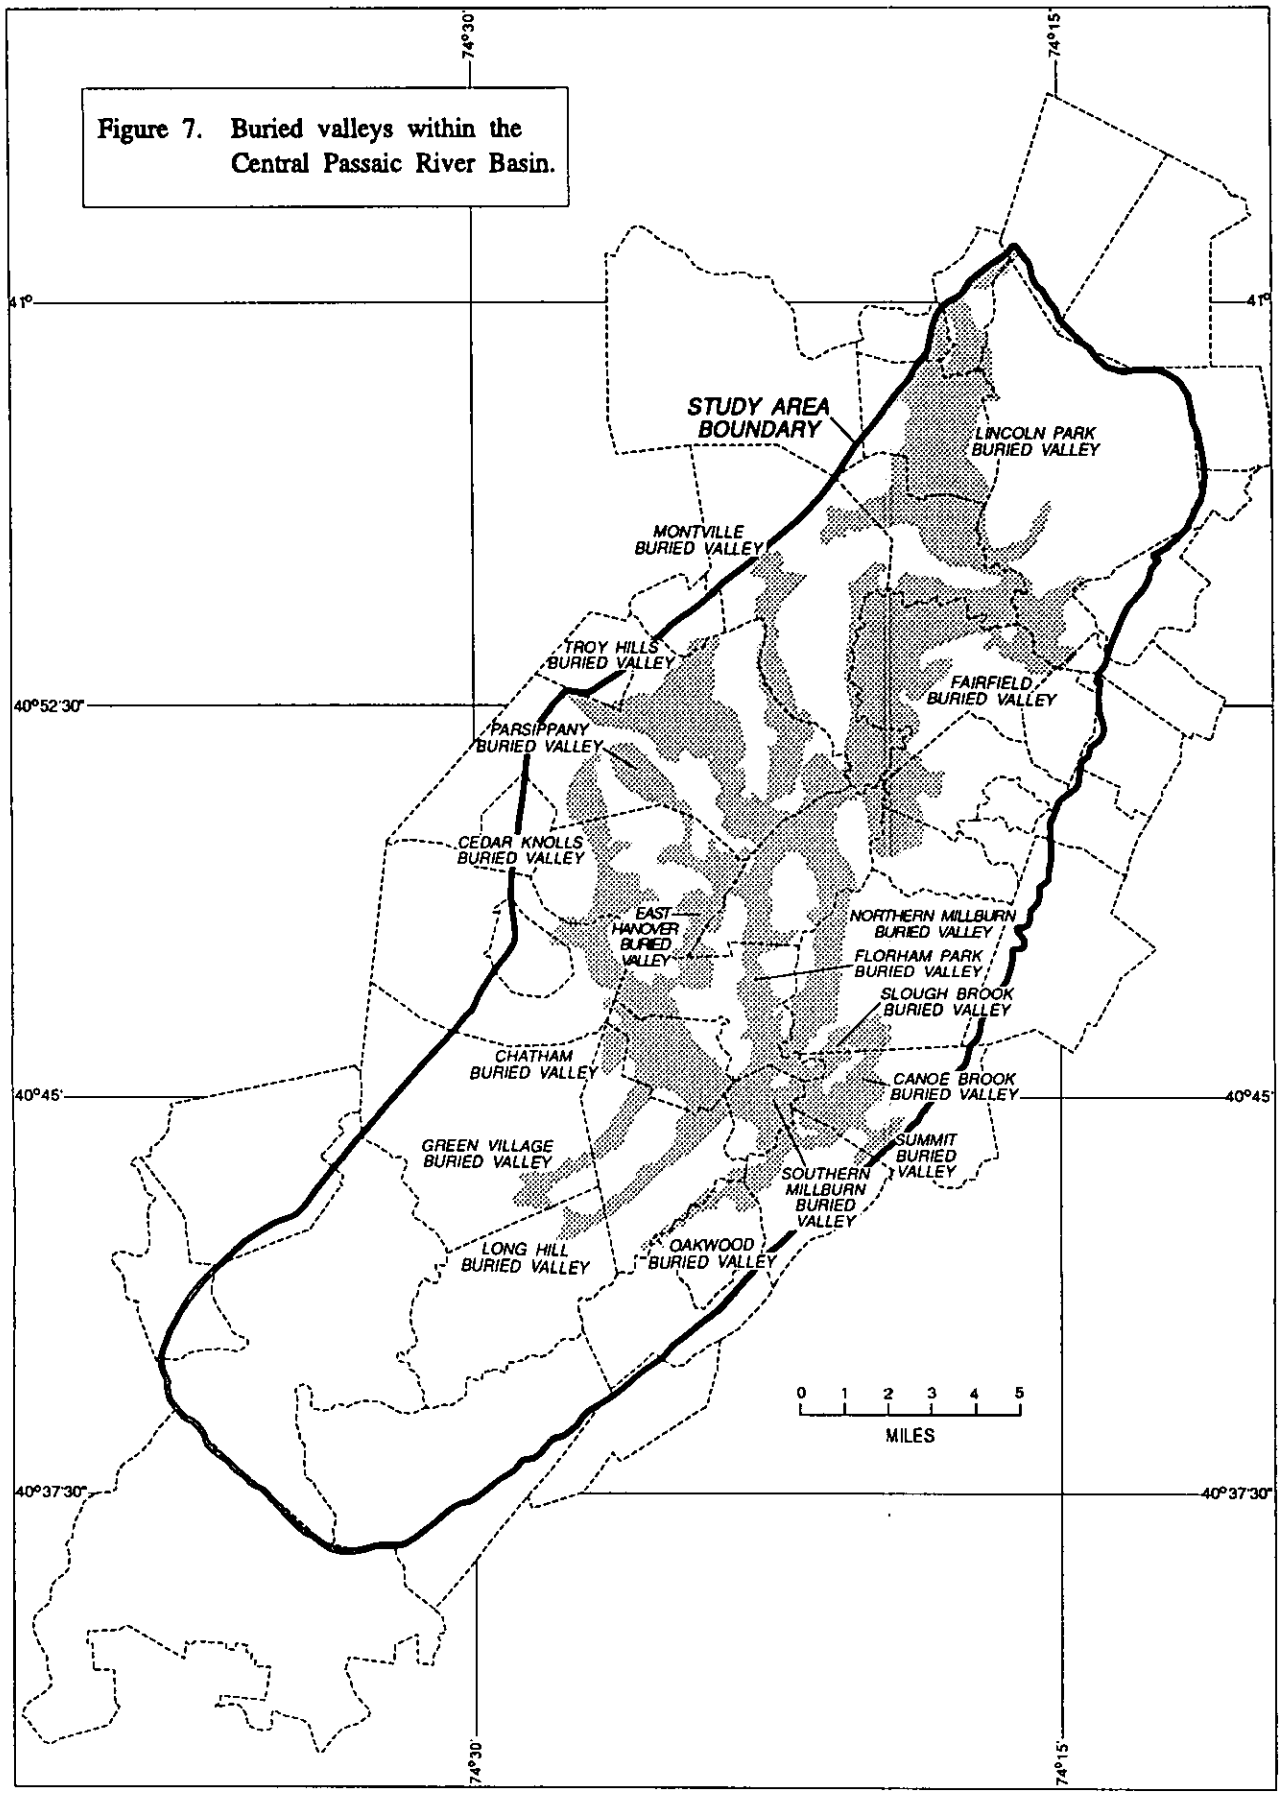 74°30'
74°15'
Figure 7. Buried valleys within the
Central Passaic River Basin.
41°
41°
STUDY AREA
BOUNDARY
LINCOLN PARK
BURIED VALLEY
MONTVILLE
BURIED VALLEY
TROY HILLS
BURIED VALLEY
FAIRFIELD
BURIED VALLEY
40°52'30"
PARSIPPANY
BURIED VALLEY
CEDAR KNOLLS
BURIED VALLEY
EAST
HANOVER
BURIED
VALLEY
NORTHERN MILLBURN
BURIED VALLEY
FLORHAM PARK
BURIED VALLEY
SLOUGH BROOK
BURIED VALLEY
CHATHAM
BURIED VALLEY
CANOE BROOK
BURIED VALLEY
40°45'
40°45'
GREEN VILLAGE
BURIED VALLEY
SUMMIT
BURIED
VALLEY
SOUTHERN
MILLBURN
BURIED
VALLEY
LONG HILL
BURIED VALLEY
OAKWOOD
BURIED VALLEY
0 1 2 3 4 5
MILES
40°37'30"
40°37'30"
74°30'
74°15'